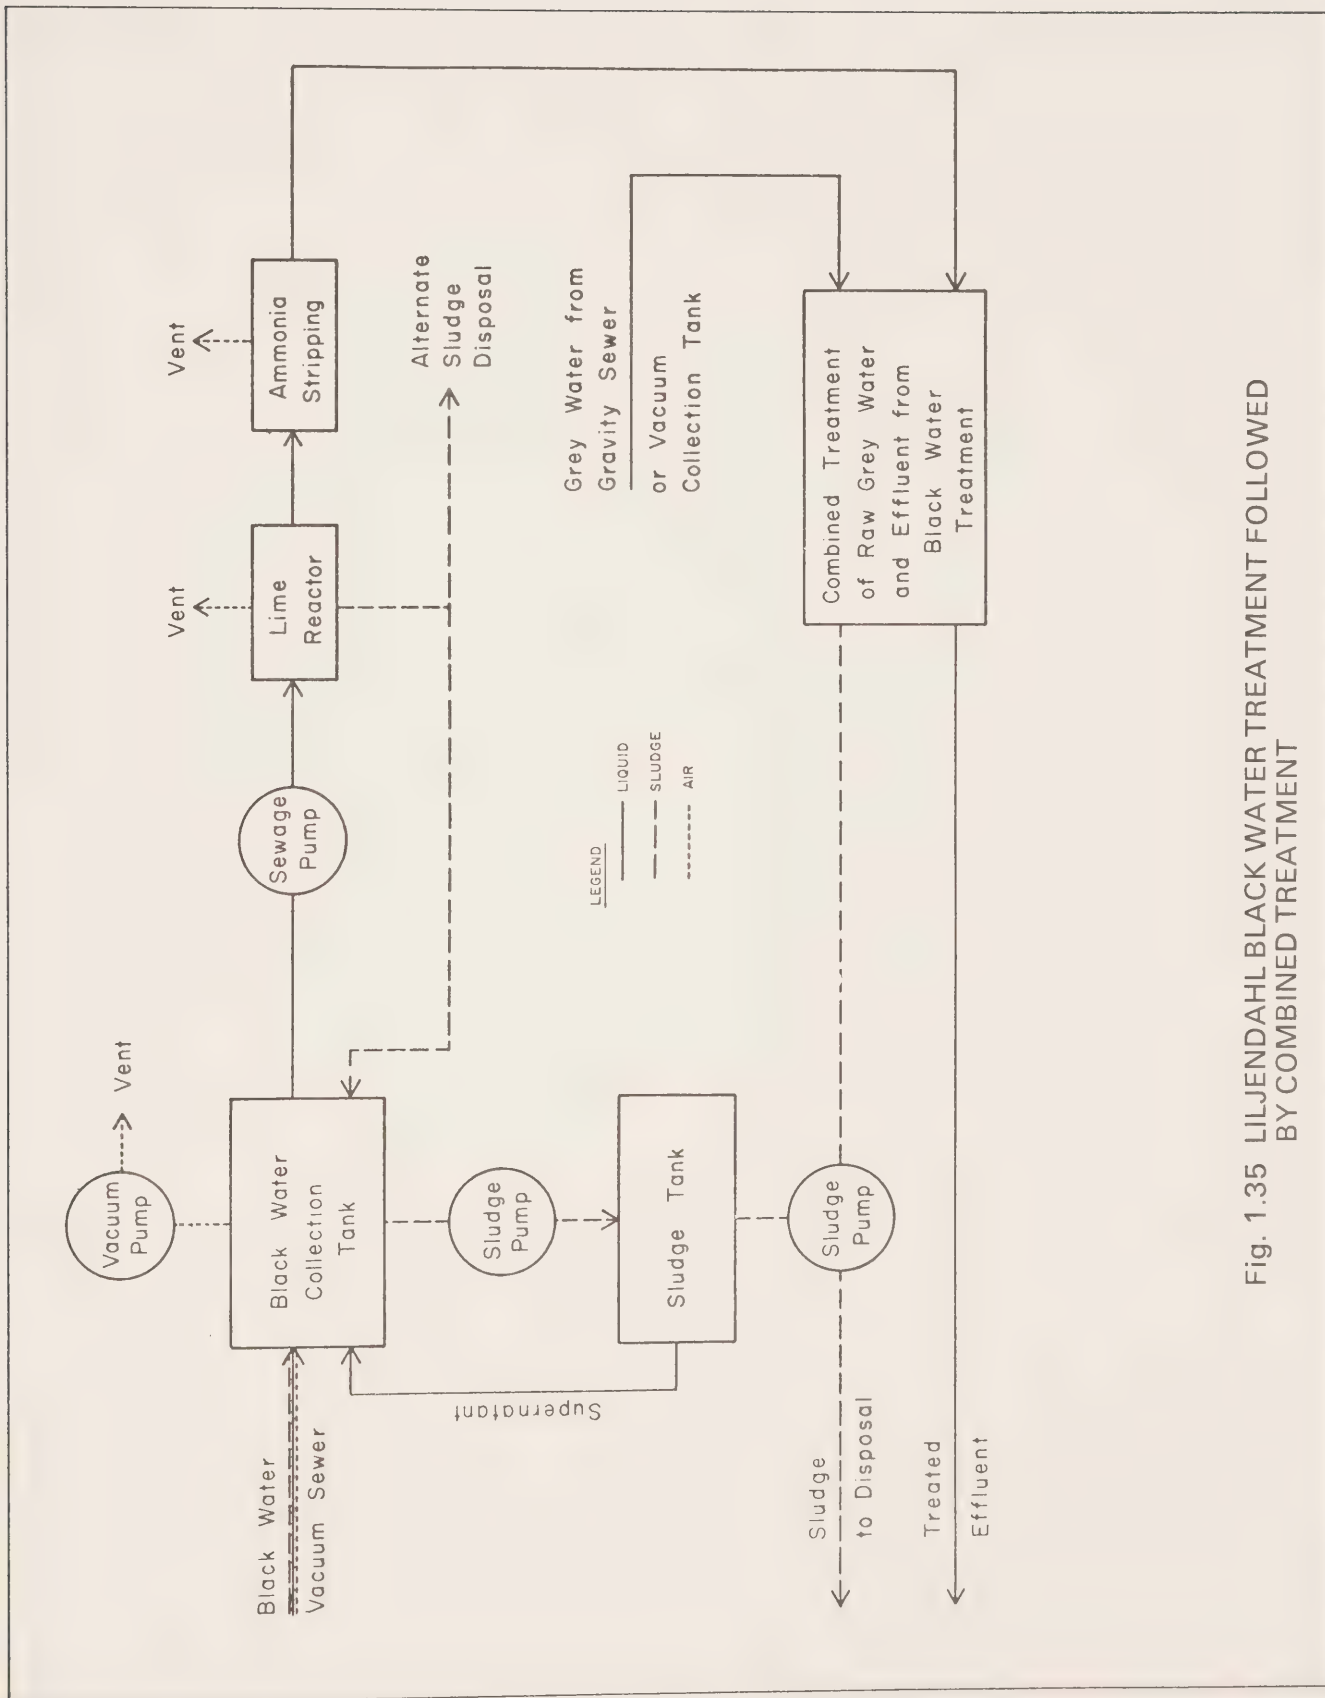 Vacuum
Pump
Vent
Black Water
Vacuum Sewer
Black Water
Collection
Tank
Sewage
Pump
Vent
Lime
Reactor
Vent
Ammonia
Stripping
Alternate
Sludge
Disposal
Sludge
Pump
Supernatant
Sludge Tank
LEGEND
LIQUID
SLUDGE
AIR
Grey Water from
Gravity Sewer
or Vacuum
Collection Tank
Sludge
Pump
Combined Treatment
of Raw Grey Water
and Effluent from
Black Water
Treatment
Sludge
to Disposal
Treated
Effluent
Fig. 1.35 LILJENDAHL BLACK WATER TREATMENT FOLLOWED
BY COMBINED TREATMENT